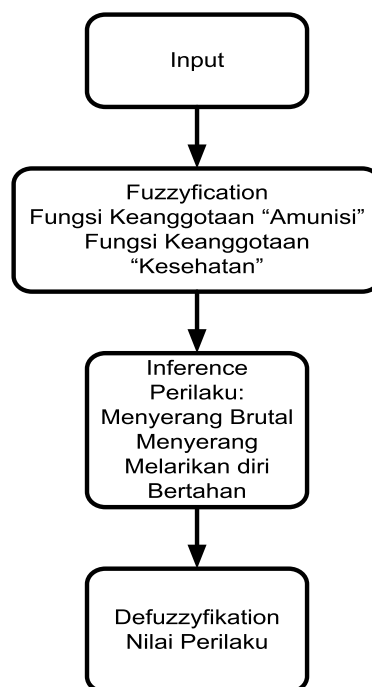 Input
Fuzzyfication
Fungsi Keanggotaan “Amunisi”
Fungsi Keanggotaan
“Kesehatan”
Inference
Perilaku:
Menyerang Brutal
Menyerang
Melarikan diri
Bertahan
Defuzzyfikation
Nilai Perilaku